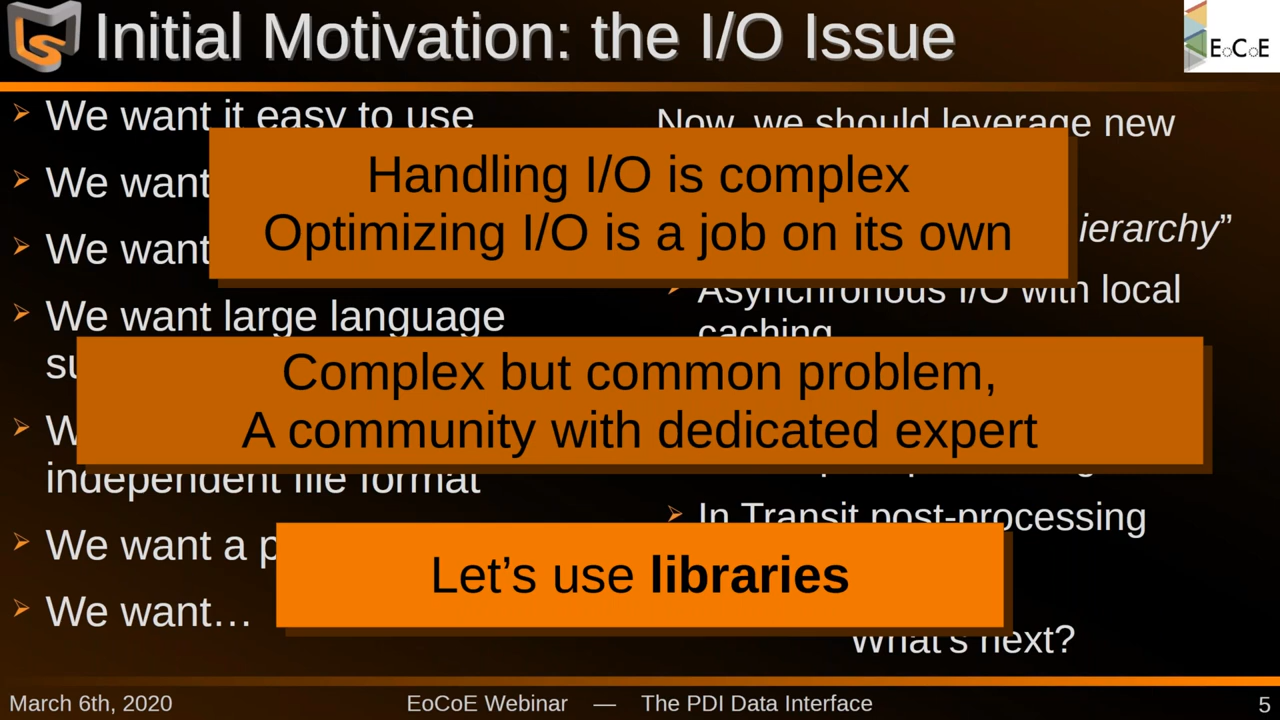 Initial Motivation: the I/O Issue
EoCoE
We want it easy to use
We want
We want
We want large language
We
independent file format
We want a
We want…
Now, we should leverage new
ierarchy”
Asynchronous I/O with local
caching
In Transit post-processing
What’s next?
Handling I/O is complex
Optimizing I/O is a job on its own
Complex but common problem,
A community with dedicated expert
Let’s use libraries
March 6th, 2020
EoCoE Webinar — The PDI Data Interface
5